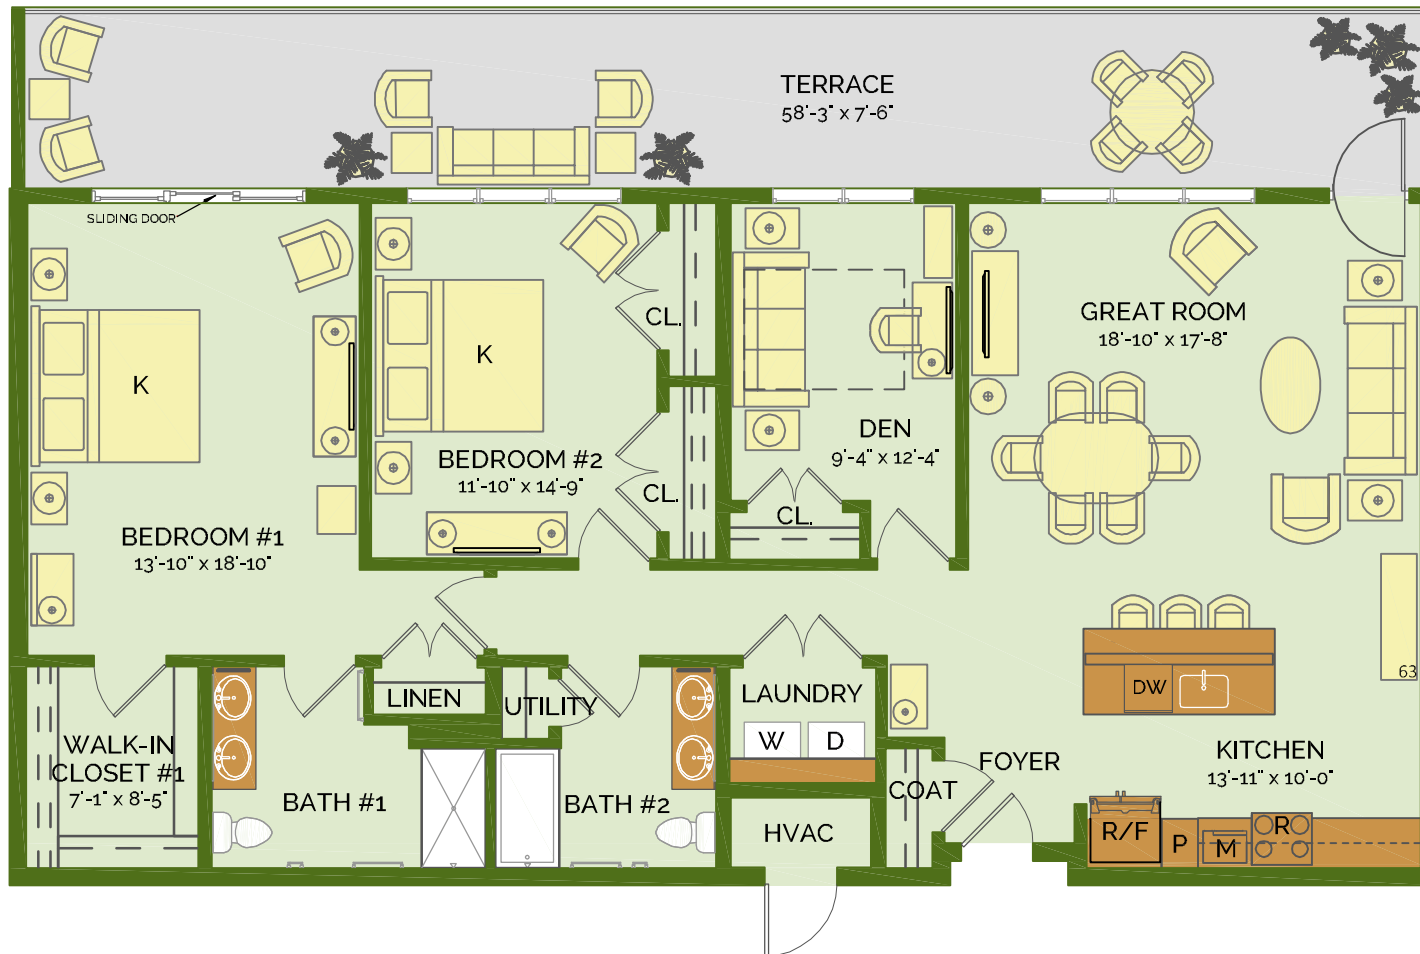 TERRACE
58'-3" x 7'-6"
SLIDING DOOR
K
BEDROOM #1
13'-10" x 18'-10"
K
BEDROOM #2
11'-10" x 14'-9"
CL.
CL.
DEN
9'-4" x 12'-4"
CL.
GREAT ROOM
18'-10" x 17'-8"
63
DW
KITCHEN
13'-11" x 10'-0"
R/F
P
M
R
FOYER
COAT
LAUNDRY
W
D
HVAC
UTILITY
LINEN
BATH #2
BATH #1
WALK-IN
CLOSET #1
7'-1" x 8'-5"